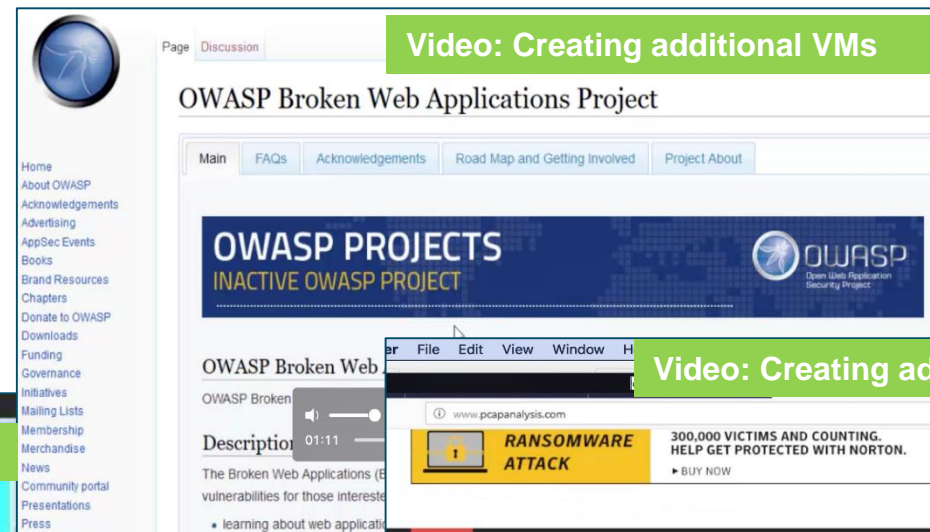 Page Discussion
Video: Creating additional VMs
OWASP Broken Web Applications Project
Main FAQs Acknowledgements Road Map and Getting Involved Project About
Home
About OWASP
Acknowledgements
Advertising
AppSec Events
Books
Brand Resources
Chapters
Donate to OWASP
Downloads
Funding
Governance
Initiatives
Mailing Lists
Membership
Merchandise
News
Community portal
Presentations
Press
OWASP PROJECTS
INACTIVE OWASP PROJECT
OWASP
Open Web Application
Security Project
OWASP Broken Web
OWASP Broken
01:11
Description
The Broken Web Applications
vulnerabilities for those
• learning about web
File Edit View Window
Video: Creating
www.pcapanalysis.com
RANSOMWARE
ATTACK
300,000 VICTIMS AND COUNTING.
HELP GET PROTECTED WITH NORTON.
▸ BUY NOW